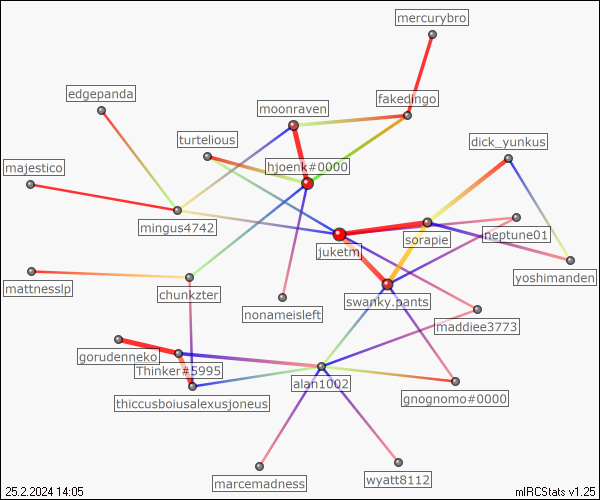 mercurybro
edgepanda
moonraven
fakedingo
turtelious
dick_yunkus
majestico
hjoenk#0000
mingus4742
juketm
sorapie
neptune01
mattnesslp
chunkzter
swanky.pants
yoshimanden
nonameisleft
maddiee3773
gorudenneko
Thinker#5995
alan1002
thiccusboiusalexusjoneus
gnognomo#0000
marcemadness
wyatt8112
25.2.2024 14:05
mIRCStats v1.25